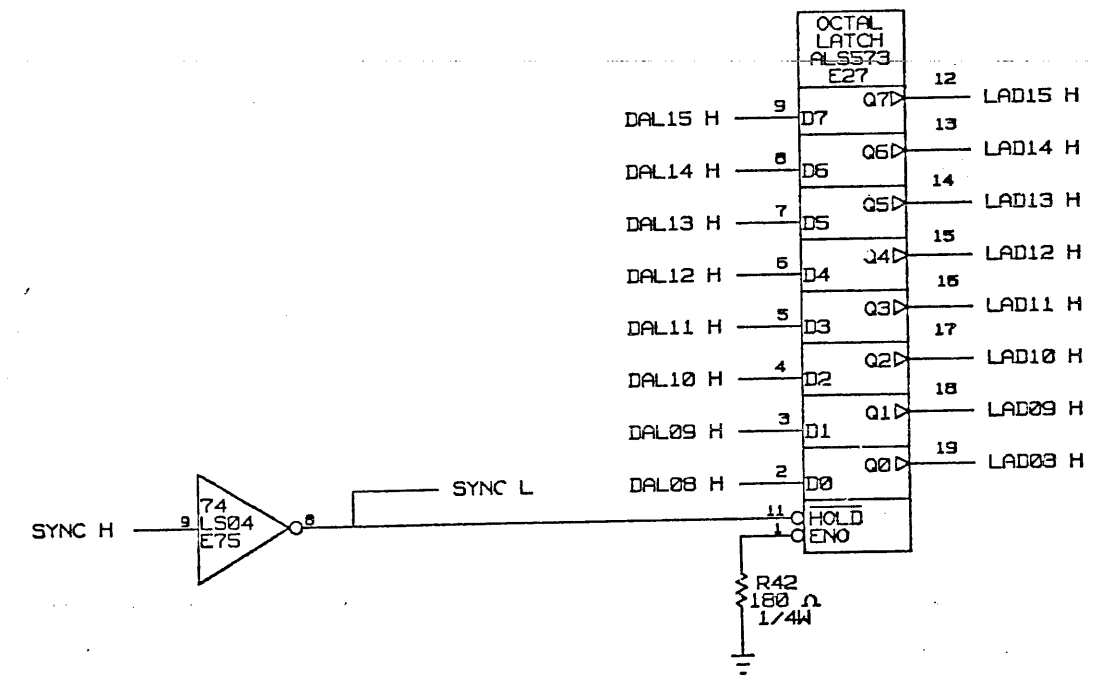 OCTAL
LATCH
ALS573
E27
12
Q7
LAD15 H
DAL15 H
9
D7
13
Q6
LAD14 H
DAL14 H
8
D6
14
Q5
LAD13 H
DAL13 H
7
D5
15
Q4
LAD12 H
DAL12 H
6
D4
16
Q3
LAD11 H
DAL11 H
5
D3
17
Q2
LAD10 H
DAL10 H
4
D2
18
Q1
LAD09 H
DAL09 H
3
D1
19
Q0
LAD03 H
DAL08 H
2
D0
SYNC L
11
HOLD
1
ENO
SYNC H
9
74
LS04
E75
8
R42
180 Ω
1/4W